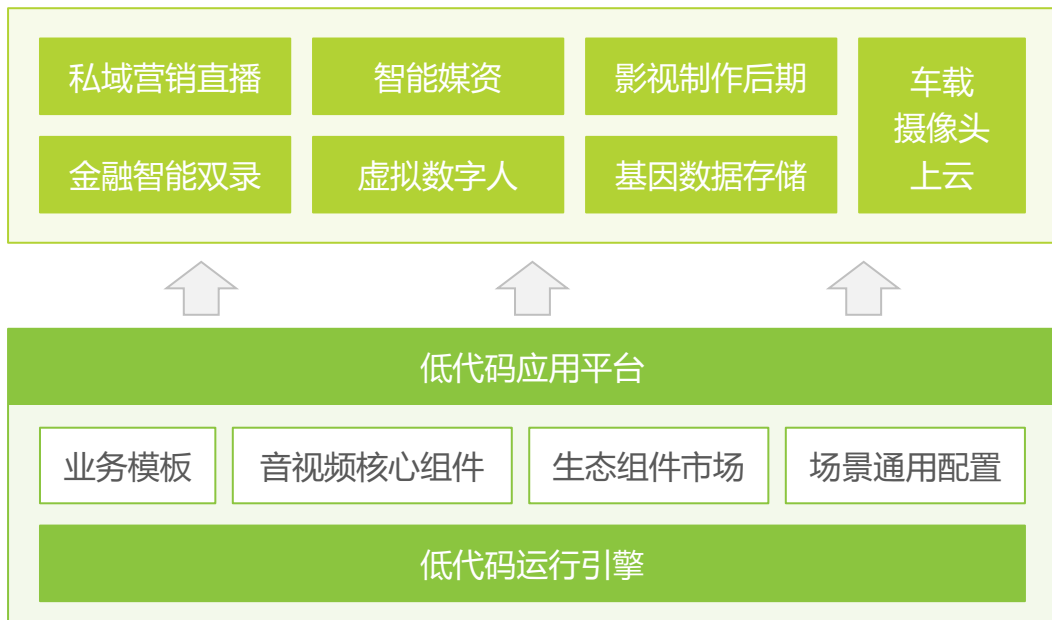 私域营销直播
智能媒资
影视制作后期
车载
摄像头
上云
金融智能双录
虚拟数字人
基因数据存储
低代码应用平台
业务模板
音视频核心组件
生态组件市场
场景通用配置
低代码运行引擎